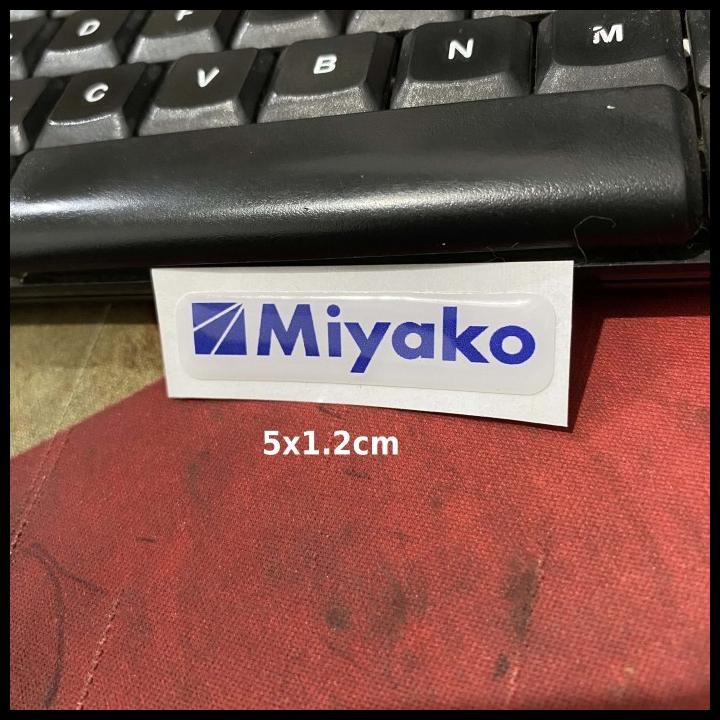 D F
C V B N M
Miyako
5x1.2cm